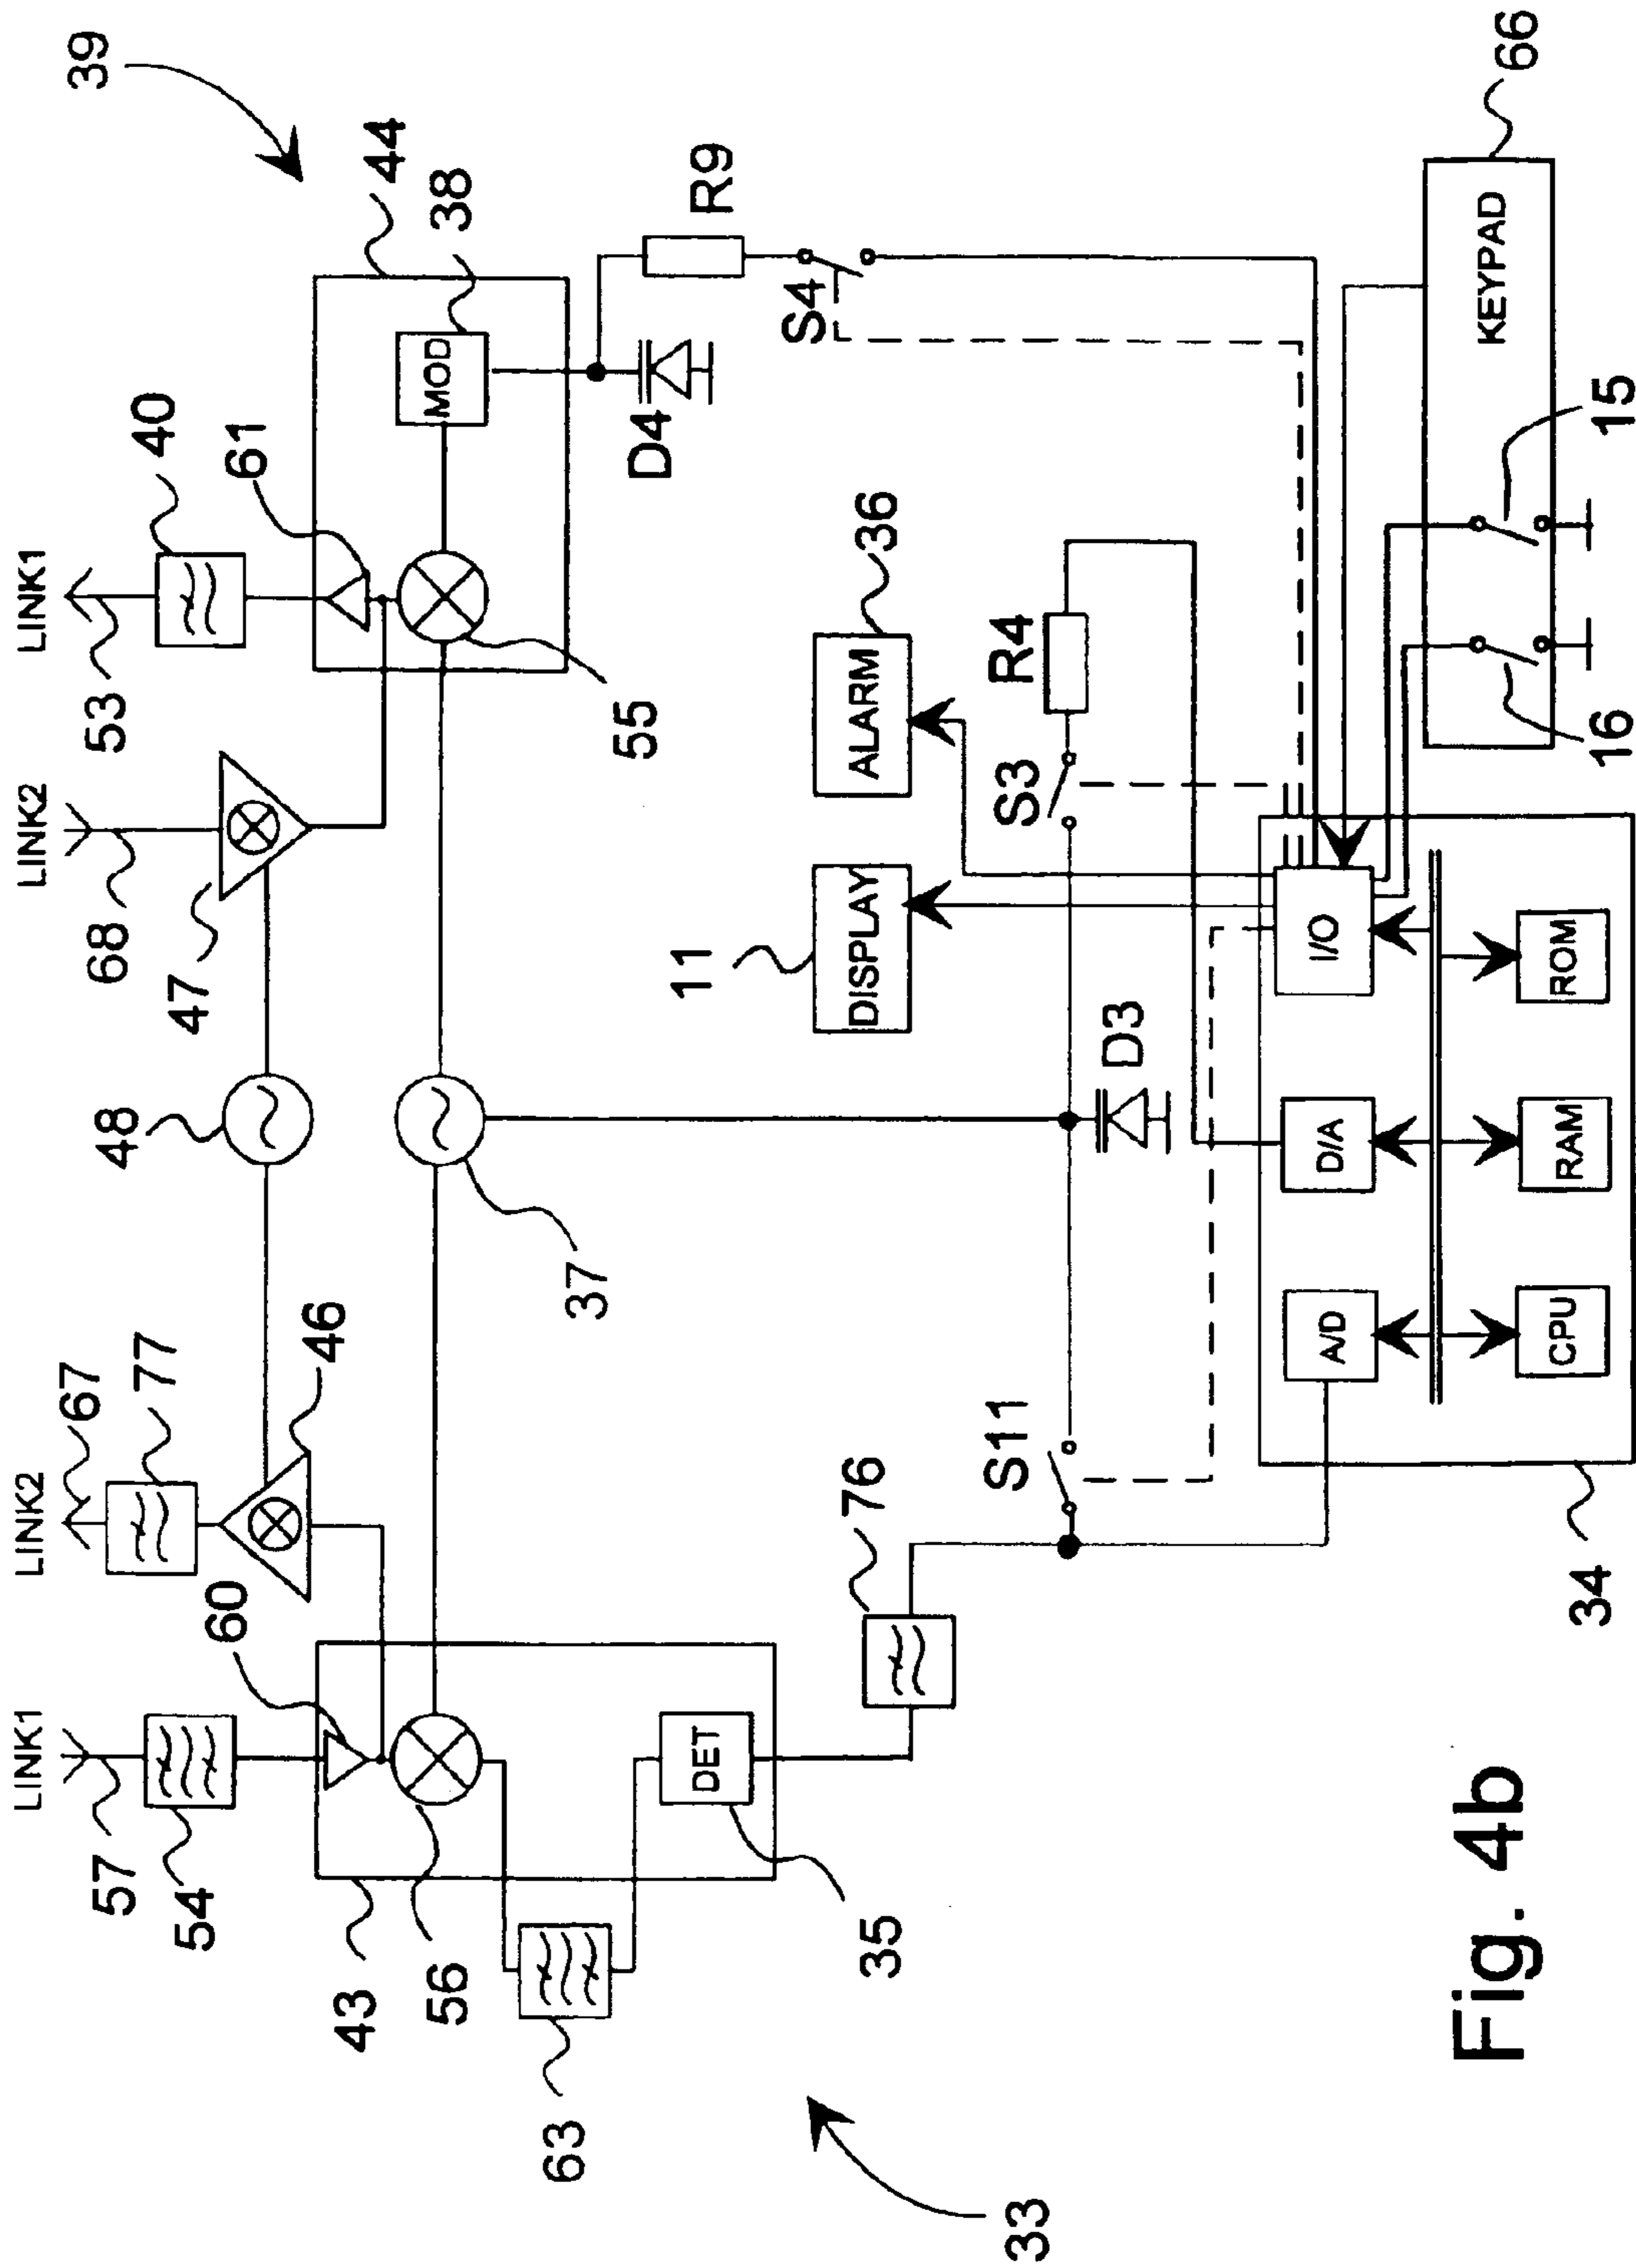 39
LINK1
LINK2
LINK2
LINK1
53
40
61
44
38
MOD
R9
S4
D4
55
68
47
48
37
67
77
46
60
57
54
43
56
63
35
DET
33
76
S11
D3
11
DISPLAY
ALARM
36
S3
R4
KEYPAD
66
15
16
I/O
D/A
A/D
ROM
RAM
CPU
34
Fig. 4b